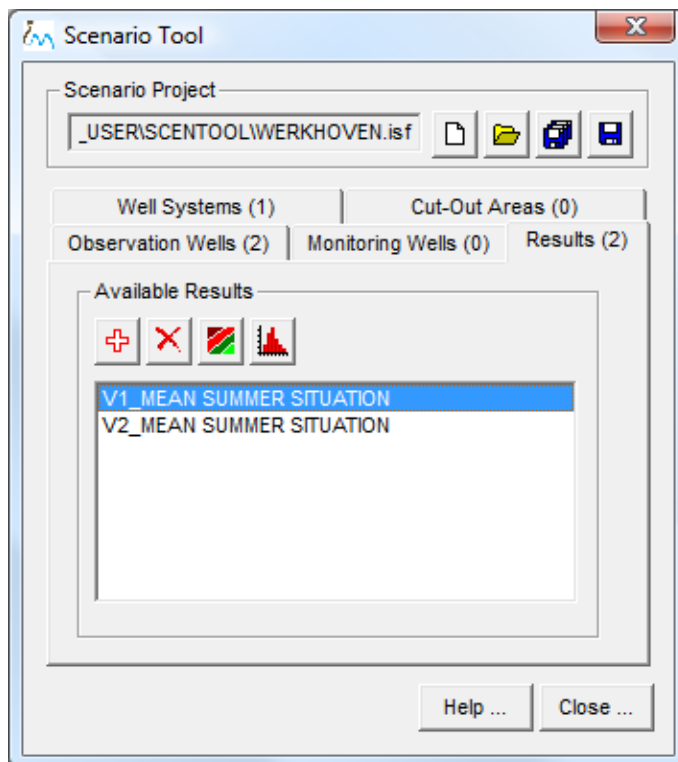 Scenario Tool
Scenario Project
_USER\SCENTOOL\WERKHOVEN.isf
Well Systems (1) Cut-Out Areas (0)
Observation Wells (2) Monitoring Wells (0) Results (2)
Available Results
V1_MEAN SUMMER SITUATION
V2_MEAN SUMMER SITUATION
Help ... Close ...